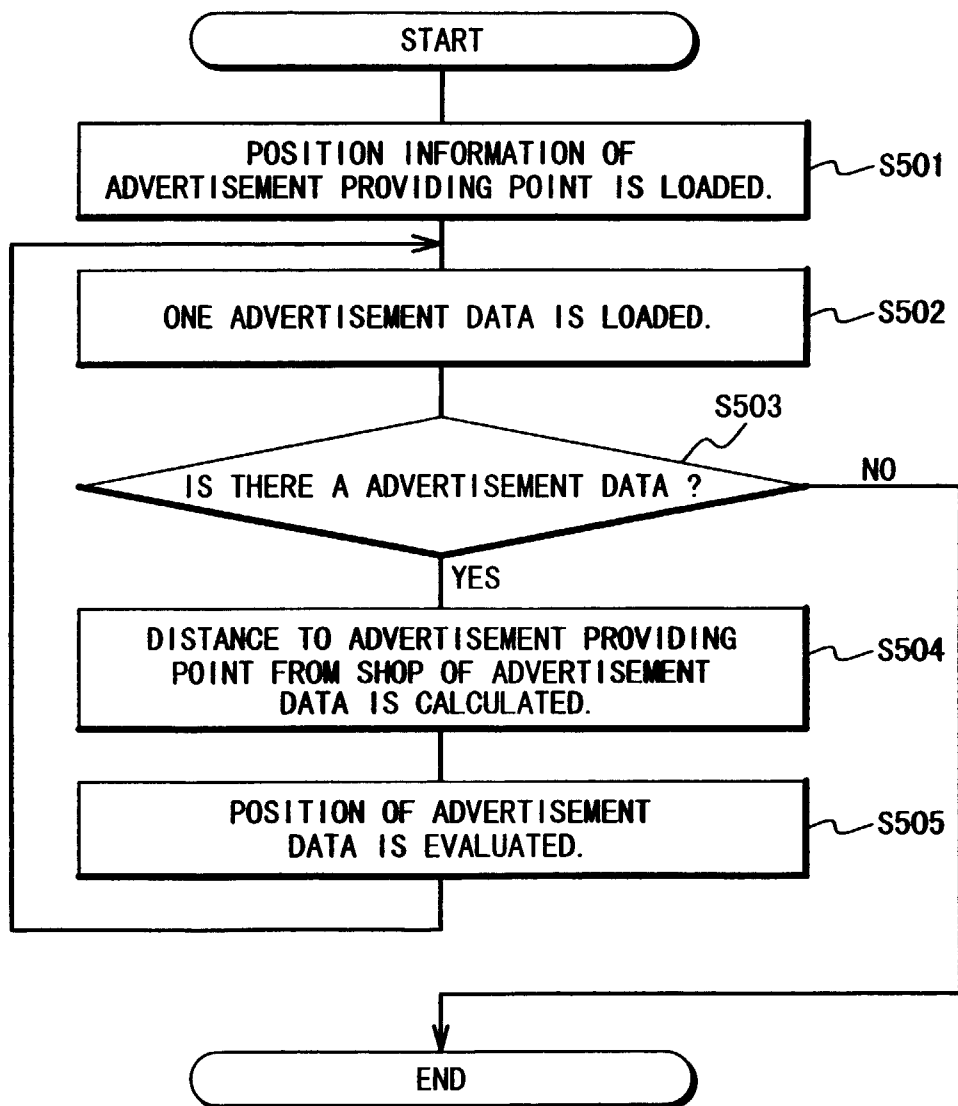 START
POSITION INFORMATION OF
ADVERTISEMENT PROVIDING POINT IS LOADED.
S501
ONE ADVERTISEMENT DATA IS LOADED.
S502
S503
IS THERE A ADVERTISEMENT DATA ?
NO
YES
DISTANCE TO ADVERTISEMENT PROVIDING
POINT FROM SHOP OF ADVERTISEMENT
DATA IS CALCULATED.
S504
POSITION OF ADVERTISEMENT
DATA IS EVALUATED.
S505
END